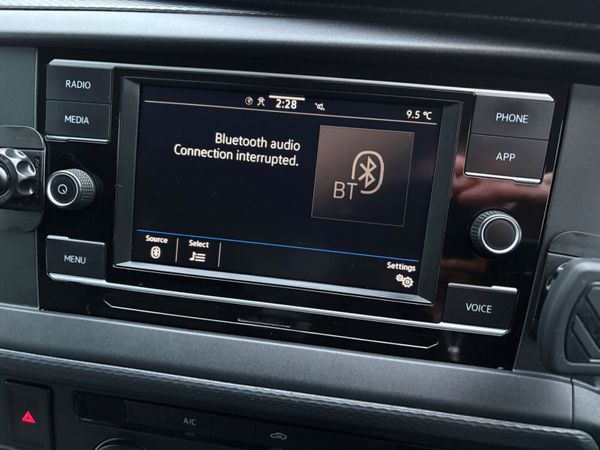 RADIO
MEDIA
MENU
2:28
9.5 °C
Bluetooth audio
Connection interrupted.
BT
Source
Select
Settings
PHONE
APP
VOICE
A/C